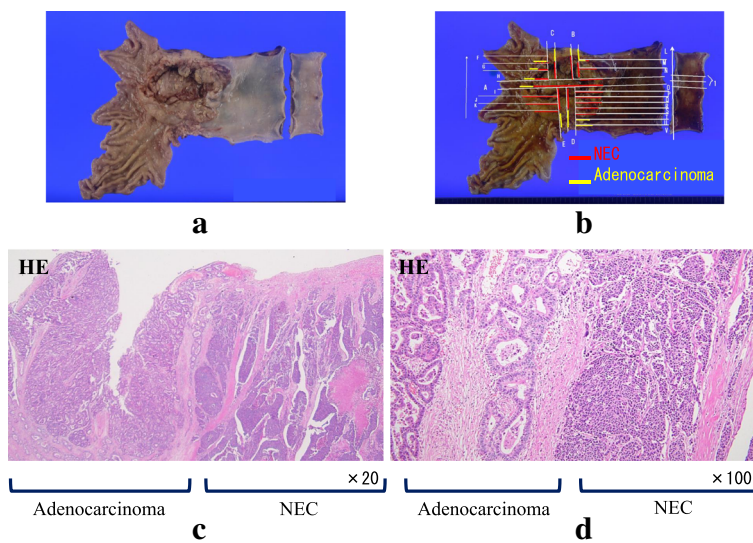 C B
L
A
E D
V
NEC
Adenocarcinoma
a
b
HE
HE
×20
×100
Adenocarcinoma
NEC
Adenocarcinoma
NEC
c
d